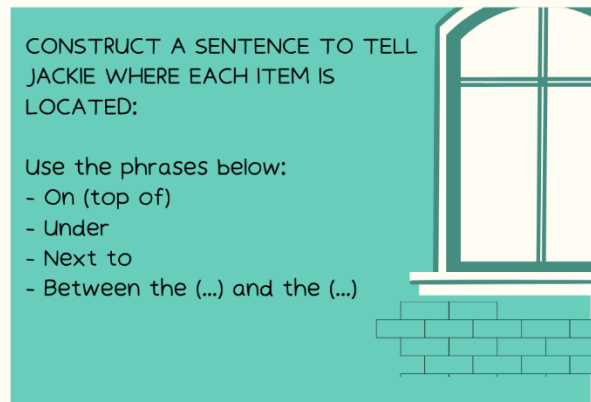 CONSTRUCT A SENTENCE TO TELL
JACKIE WHERE EACH ITEM IS
LOCATED:
Use the phrases below:
- On (top of)
- Under
- Next to
- Between the (...) and the (...)